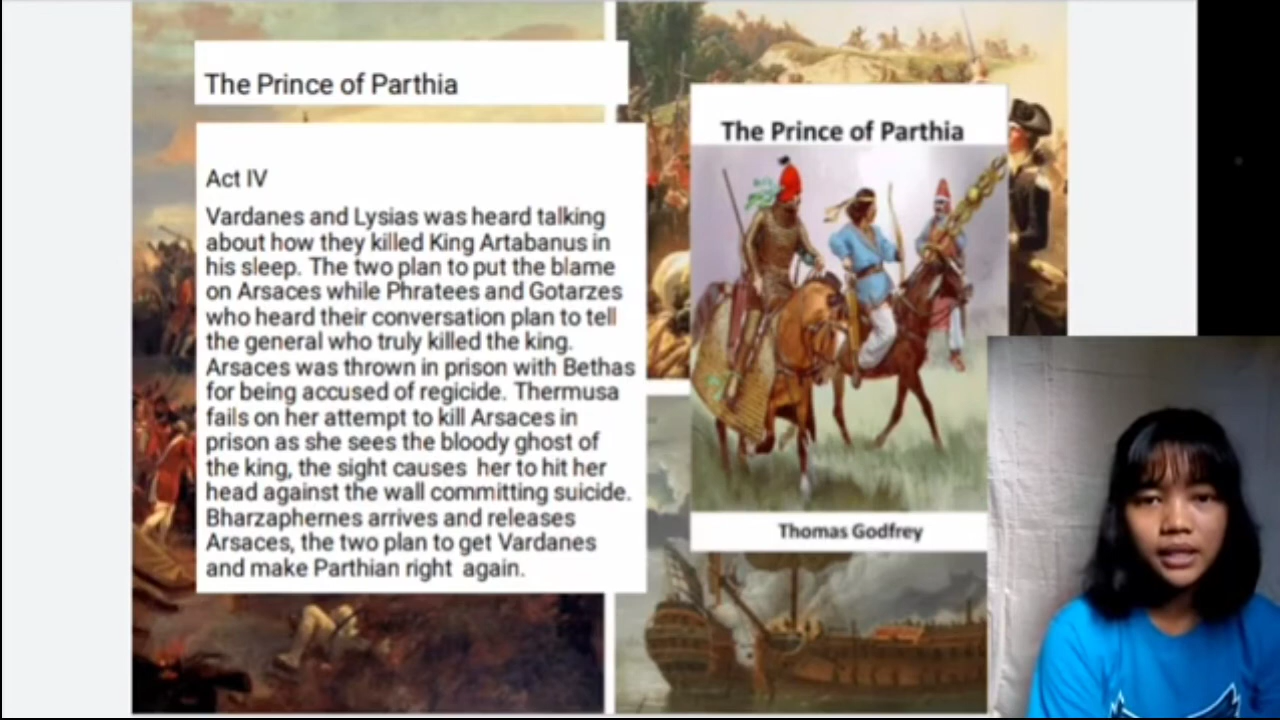 The Prince of Parthia
Act IV
Vardanes and Lysias was heard talking
about how they killed King Artabanus in
his sleep. The two plan to put the blame
on Arsaces while Phratees and Gotarzes
who heard their conversation plan to tell
the general who truly killed the king.
Arsaces was thrown in prison with Bethas
for being accused of regicide. Thermusa
fails on her attempt to kill Arsaces in
prison as she sees the bloody ghost of
the king, the sight causes her to hit her
head against the wall committing suicide.
Bharzaphernes arrives and releases
Arsaces, the two plan to get Vardanes
and make Parthian right again.
The Prince of Parthia
Thomas Godfrey